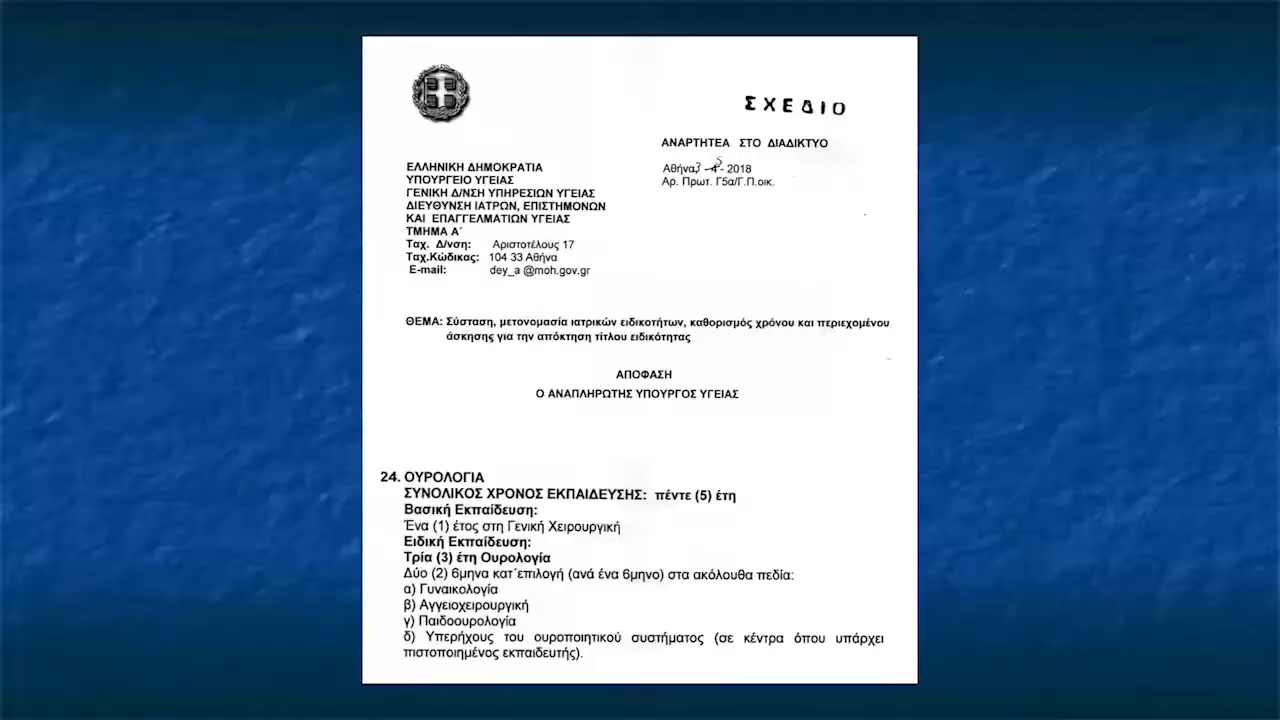 ΣΧΕΔΙΟ
ΑΝΑΡΤΗΤΕΑ ΣΤΟ ΔΙΑΔΙΚΤΥΟ
Αθήνα, 3 -5- 2018
Αρ. Πρωτ. Γ5α/Γ.Π.οικ.
ΕΛΛΗΝΙΚΗ ΔΗΜΟΚΡΑΤΙΑ
ΥΠΟΥΡΓΕΙΟ ΥΓΕΙΑΣ
ΓΕΝΙΚΗ Δ/ΝΣΗ ΥΠΗΡΕΣΙΩΝ ΥΓΕΙΑΣ
ΔΙΕΥΘΥΝΣΗ ΙΑΤΡΩΝ, ΕΠΙΣΤΗΜΟΝΩΝ
ΚΑΙ ΕΠΑΓΓΕΛΜΑΤΙΩΝ ΥΓΕΙΑΣ
ΤΜΗΜΑ Α΄
Ταχ. Δ/νση: Αριστοτέλους 17
Ταχ.Κώδικας: 104 33 Αθήνα
E-mail: dey_a @moh.gov.gr
ΘΕΜΑ: Σύσταση, μετονομασία ιατρικών ειδικοτήτων, καθορισμός χρόνου και περιεχομένου
άσκησης για την απόκτηση τίτλου ειδικότητας
ΑΠΟΦΑΣΗ
Ο ΑΝΑΠΛΗΡΩΤΗΣ ΥΠΟΥΡΓΟΣ ΥΓΕΙΑΣ
24. ΟΥΡΟΛΟΓΙΑ
ΣΥΝΟΛΙΚΟΣ ΧΡΟΝΟΣ ΕΚΠΑΙΔΕΥΣΗΣ: πέντε (5) έτη
Βασική Εκπαίδευση:
Ένα (1) έτος στη Γενική Χειρουργική
Ειδική Εκπαίδευση:
Τρία (3) έτη Ουρολογία
Δύο (2) 6μηνα κατ΄επιλογή (ανά ένα 6μηνο) στα ακόλουθα πεδία:
α) Γυναικολογία
β) Αγγειοχειρουργική
γ) Παιδοουρολογία
δ) Υπερήχους του ουροποιητικού συστήματος (σε κέντρα όπου υπάρχει
πιστοποιημένος εκπαιδευτής).